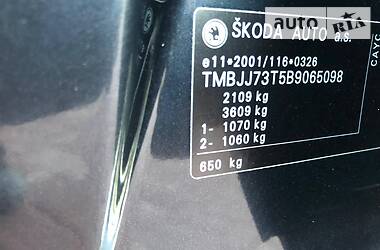 auto RIA
ŠKODA AUTO a.s.
e11*2001/116*0326
TMBJJ73T5B9065098
2109 kg
3609 kg
1- 1070 kg
2- 1060 kg
650 kg
CAYC